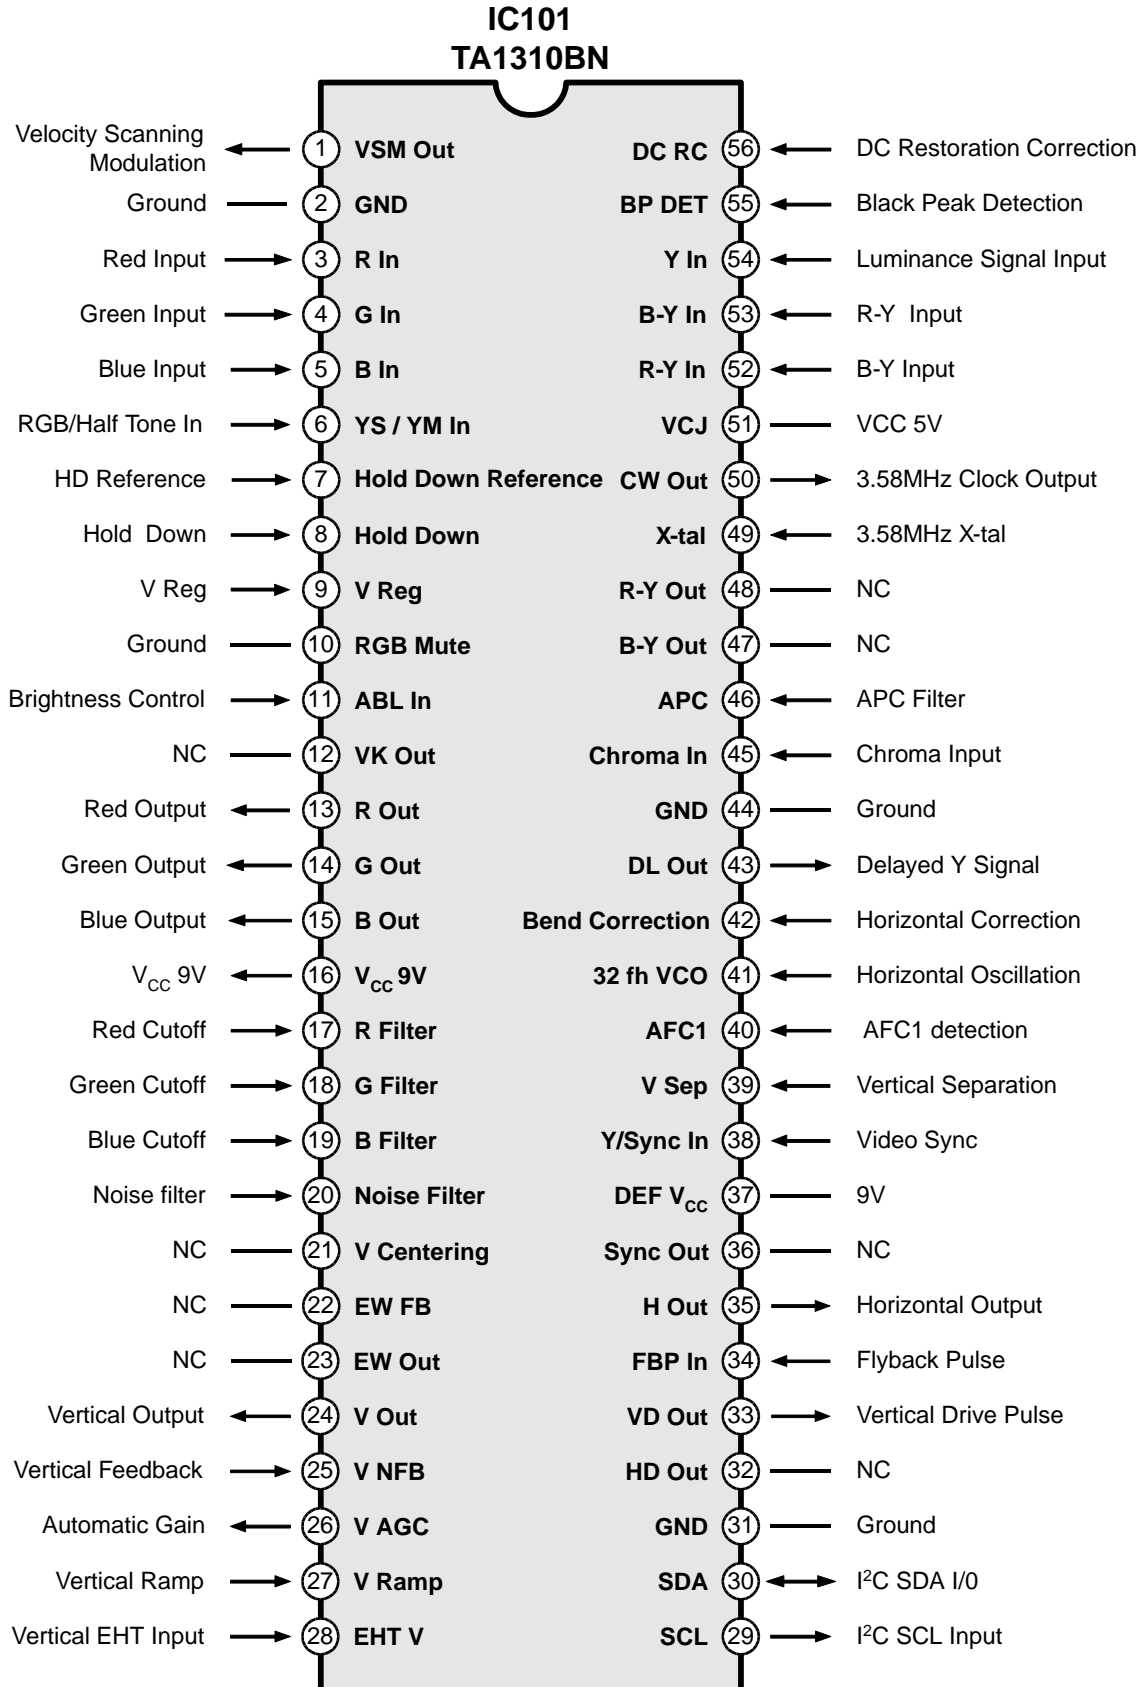 IC101
TA1310BN
Velocity Scanning
Modulation 1 VSM Out DC RC 56 DC Restoration Correction
Ground 2 GND BP DET 55 Black Peak Detection
Red Input 3 R In Y In 54 Luminance Signal Input
Green Input 4 G In B-Y In 53 R-Y Input
Blue Input 5 B In R-Y In 52 B-Y Input
RGB/Half Tone In 6 YS / YM In VCJ 51 VCC 5V
HD Reference 7 Hold Down Reference CW Out 50 3.58MHz Clock Output
Hold Down 8 Hold Down X-tal 49 3.58MHz X-tal
V Reg 9 V Reg R-Y Out 48 NC
Ground 10 RGB Mute B-Y Out 47 NC
Brightness Control 11 ABL In APC 46 APC Filter
NC 12 VK Out Chroma In 45 Chroma Input
Red Output 13 R Out GND 44 Ground
Green Output 14 G Out DL Out 43 Delayed Y Signal
Blue Output 15 B Out Bend Correction 42 Horizontal Correction
VCC 9V 16 VCC 9V 32 fh VCO 41 Horizontal Oscillation
Red Cutoff 17 R Filter AFC1 40 AFC1 detection
Green Cutoff 18 G Filter V Sep 39 Vertical Separation
Blue Cutoff 19 B Filter Y/Sync In 38 Video Sync
Noise filter 20 Noise Filter DEF VCC 37 9V
NC 21 V Centering Sync Out 36 NC
NC 22 EW FB H Out 35 Horizontal Output
NC 23 EW Out FBP In 34 Flyback Pulse
Vertical Output 24 V Out VD Out 33 Vertical Drive Pulse
Vertical Feedback 25 V NFB HD Out 32 NC
Automatic Gain 26 V AGC GND 31 Ground
Vertical Ramp 27 V Ramp SDA 30 I²C SDA I/0
Vertical EHT Input 28 EHT V SCL 29 I²C SCL Input